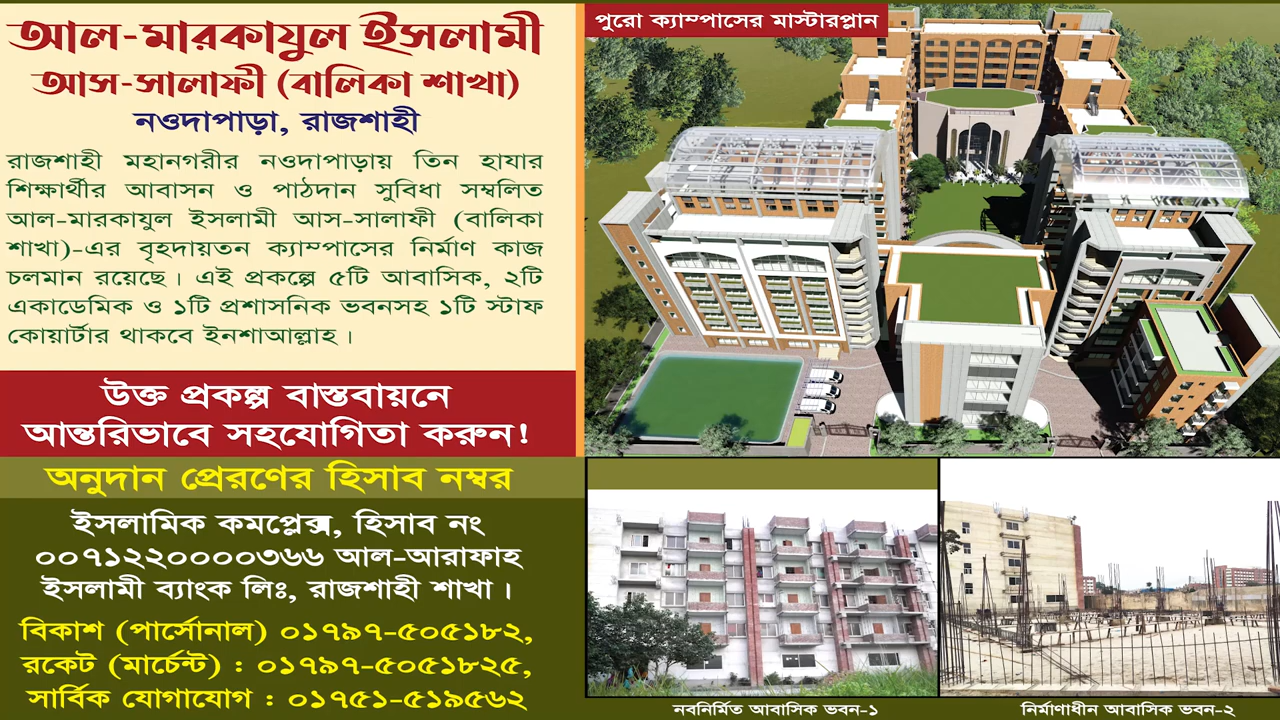 আল-মারকাযুল ইসলামী
আস-সালাফী (বালিকা শাখা)
নওদাপাড়া, রাজশাহী
রাজশাহী মহানগরীর নওদাপাড়ায় তিন হাযার
শিক্ষার্থীর আবাসন ও পাঠদান সুবিধা সম্বলিত
আল-মারকাযুল ইসলামী আস-সালাফী (বালিকা
শাখা)-এর বৃহদায়তন ক্যাম্পাসের নির্মাণ কাজ
চলমান রয়েছে। এই প্রকল্পে ৫টি আবাসিক, ২টি
একাডেমিক ও ১টি প্রশাসনিক ভবনসহ ১টি স্টাফ
কোয়ার্টার থাকবে ইনশাআল্লাহ।
উক্ত প্রকল্প বাস্তবায়নে
আন্তরিভাবে সহযোগিতা করুন!
অনুদান প্রেরণের হিসাব নম্বর
ইসলামিক কমপ্লেক্স, হিসাব নং
০০৭১২২০০০০৩৬৬ আল-আরাফাহ
ইসলামী ব্যাংক লিঃ, রাজশাহী শাখা।
বিকাশ (পার্সোনাল) ০১৭৯৭-৫০৫১৮২,
রকেট (মার্চেন্ট) : ০১৭৯৭-৫০৫১৮২৫,
সার্বিক যোগাযোগ : ০১৭৫১-৫১৯৫৬২
পুরো ক্যাম্পাসের মাস্টারপ্লান
নবনির্মিত আবাসিক ভবন-১
নির্মাণাধীন আবাসিক ভবন-২